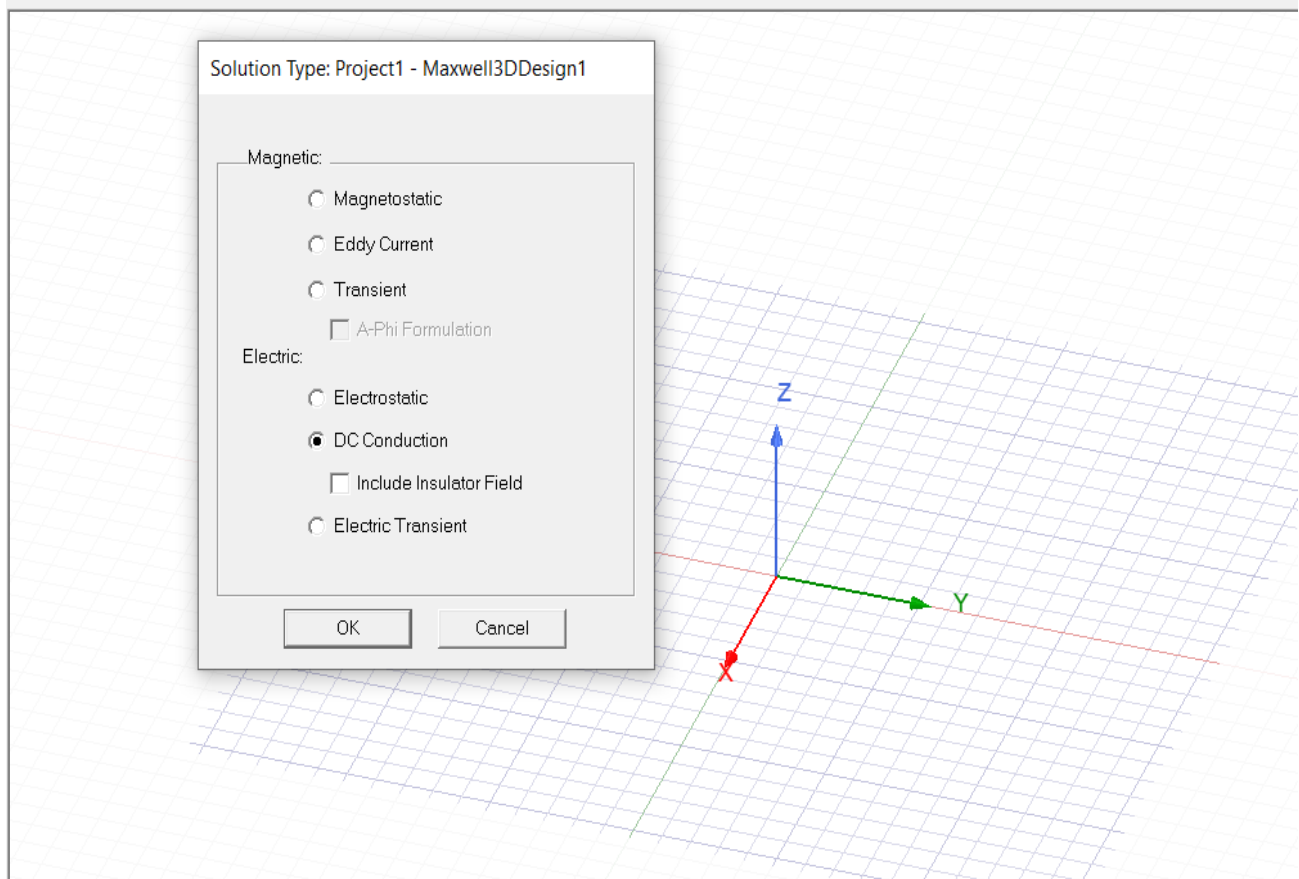 Solution Type: Project1 - Maxwell3DDesign1
Magnetic:
Magnetostatic
Eddy Current
Transient
A-Phi Formulation
Electric:
Electrostatic
DC Conduction
Include Insulator Field
Electric Transient
OK
Cancel
Z
Y
X